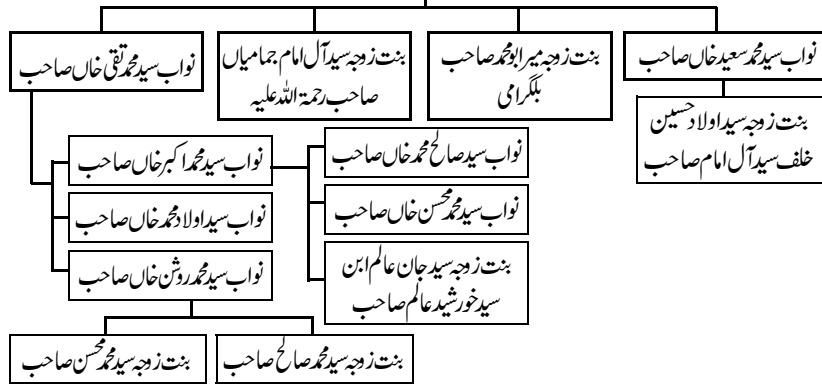 نواب سید محمد سعید خاں صاحب
بنت زوجہ میر ابو محمد صاحب
بلگرامی
بنت زوجہ سید آل امام جما میاں
صاحب رحمۃ اللہ علیہ
نواب سید محمد تقی خاں صاحب
بنت زوجہ سید اولاد حسین
خلف سید آل امام صاحب
نواب سید محمد اکبر خاں صاحب
نواب سید اولاد محمد خاں صاحب
نواب سید محمد روشن خاں صاحب
نواب سید صالح محمد خاں صاحب
نواب سید محمد محسن خاں صاحب
بنت زوجہ سید جان عالم ابن
سید خورشید عالم صاحب
بنت زوجہ سید محمد صالح صاحب
بنت زوجہ سید محمد محسن صاحب